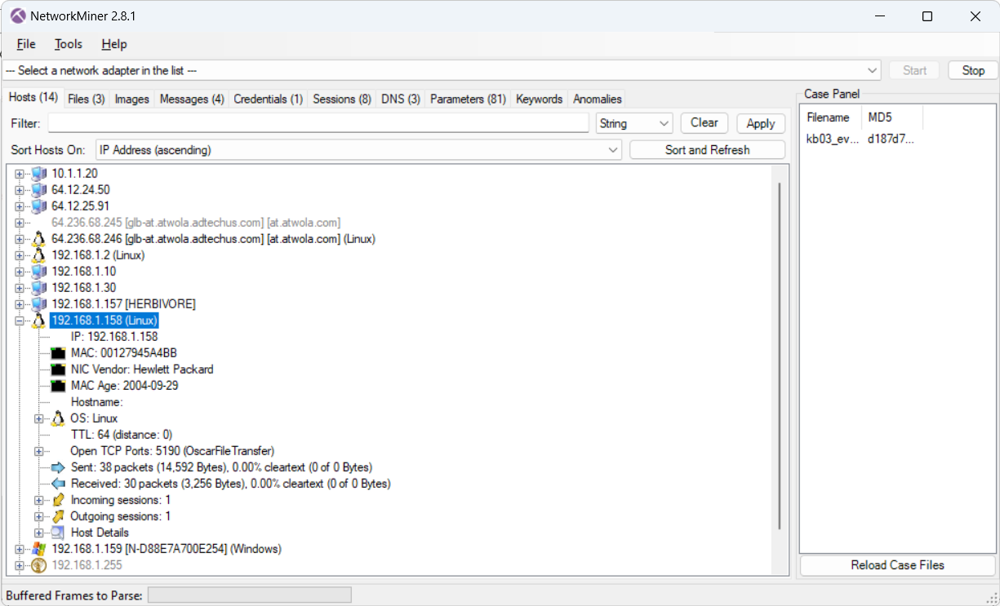 NetworkMiner 2.8.1
File Tools Help
--- Select a network adapter in the list ---
Start Stop
Hosts (14) Files (3) Images Messages (4) Credentials (1) Sessions (8) DNS (3) Parameters (81) Keywords Anomalies
Filter: String Clear Apply
Sort Hosts On: IP Address (ascending) Sort and Refresh
10.1.1.20
64.12.24.50
64.12.25.91
64.236.68.245 [glb-at.atwola.adtechus.com] [at.atwola.com]
64.236.68.246 [glb-at.atwola.adtechus.com] [at.atwola.com] (Linux)
192.168.1.2 (Linux)
192.168.1.10
192.168.1.30
192.168.1.157 [HERBIVORE]
192.168.1.158 (Linux)
IP: 192.168.1.158
MAC: 00127945A4BB
NIC Vendor: Hewlett Packard
MAC Age: 2004-09-29
Hostname:
OS: Linux
TTL: 64 (distance: 0)
Open TCP Ports: 5190 (OscarFileTransfer)
Sent: 38 packets (14,592 Bytes), 0.00% cleartext (0 of 0 Bytes)
Received: 30 packets (3,256 Bytes), 0.00% cleartext (0 of 0 Bytes)
Incoming sessions: 1
Outgoing sessions: 1
Host Details
192.168.1.159 [N-D88E7A700E254] (Windows)
192.168.1.255
Case Panel
Filename MD5
kb03_ev... d187d7...
Reload Case Files
Buffered Frames to Parse: